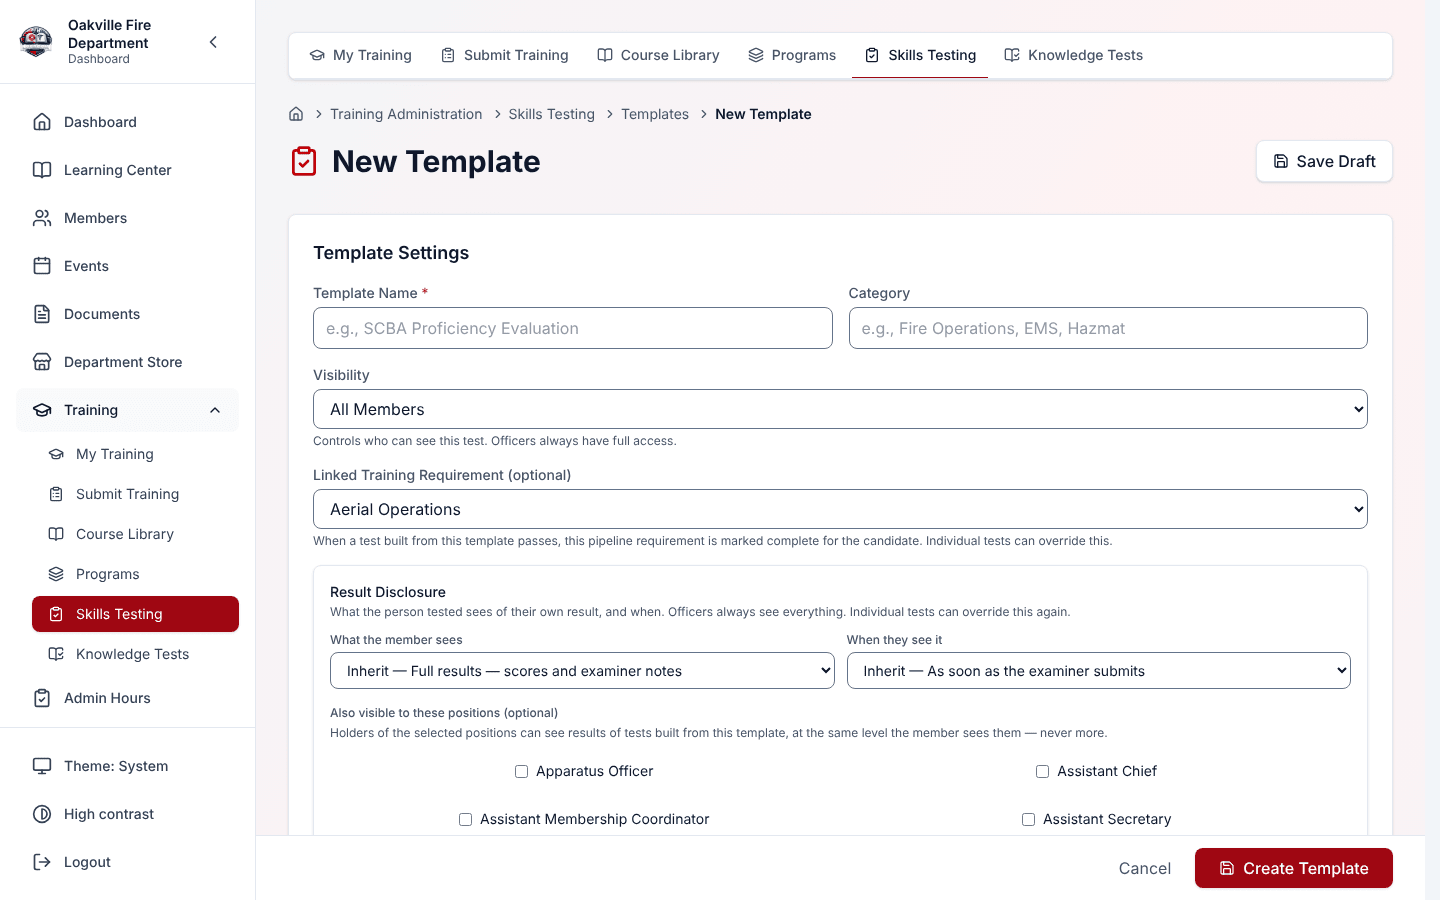 Oakville Fire
Department
Dashboard
Dashboard
Learning Center
Members
Events
Documents
Department Store
Training
My Training
Submit Training
Course Library
Programs
Skills Testing
Knowledge Tests
Admin Hours
Theme: System
High contrast
Logout
My Training
Submit Training
Course Library
Programs
Skills Testing
Knowledge Tests
Training Administration
Skills Testing
Templates
New Template
New Template
Save Draft
Template Settings
Template Name *
Category
e.g., SCBA Proficiency Evaluation
e.g., Fire Operations, EMS, Hazmat
Visibility
All Members
Controls who can see this test. Officers always have full access.
Linked Training Requirement (optional)
Aerial Operations
When a test built from this template passes, this pipeline requirement is marked complete for the candidate. Individual tests can override this.
Result Disclosure
What the person tested sees of their own result, and when. Officers always see everything. Individual tests can override this again.
What the member sees
When they see it
Inherit — Full results — scores and examiner notes
Inherit — As soon as the examiner submits
Also visible to these positions (optional)
Holders of the selected positions can see results of tests built from this template, at the same level the member sees them — never more.
Apparatus Officer
Assistant Chief
Assistant Membership Coordinator
Assistant Secretary
Cancel
Create Template